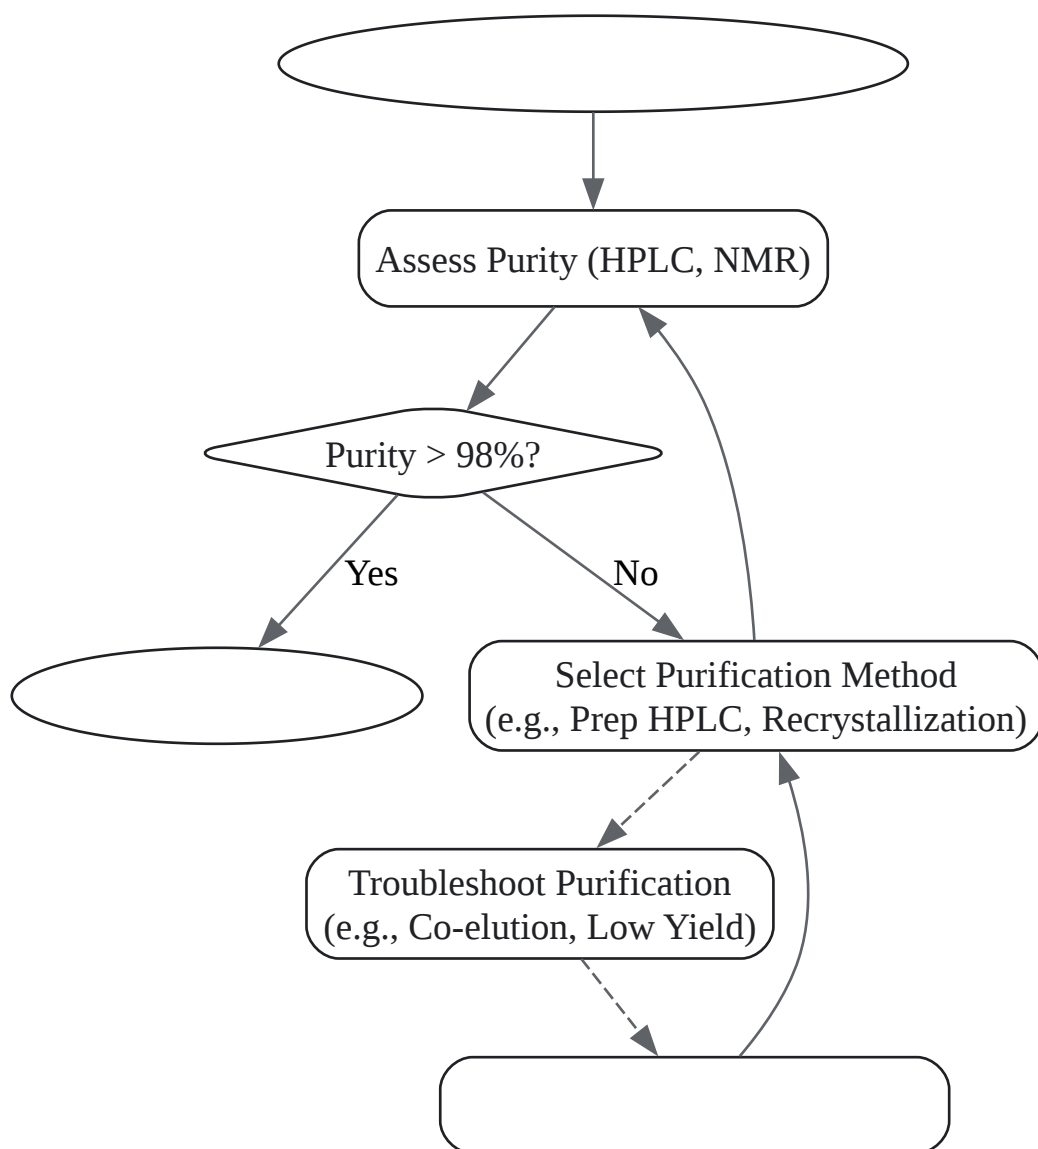 Assess Purity (HPLC, NMR)
Purity > 98%?
Yes
No
Select Purification Method
(e.g., Prep HPLC, Recrystallization)
Troubleshoot Purification
(e.g., Co-elution, Low Yield)